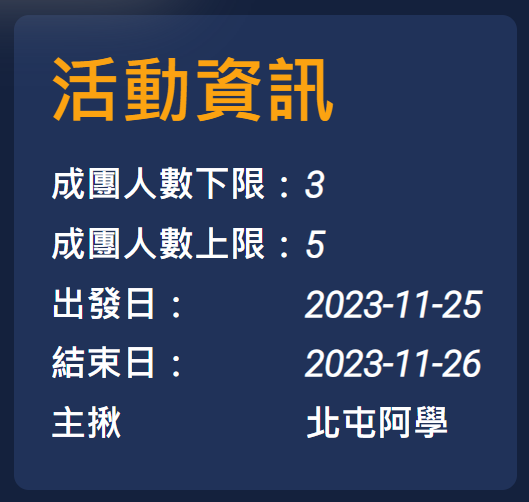 活動資訊
成團人數下限：3
成團人數上限：5
出發日： 2023-11-25
結束日： 2023-11-26
主揪 北屯阿學